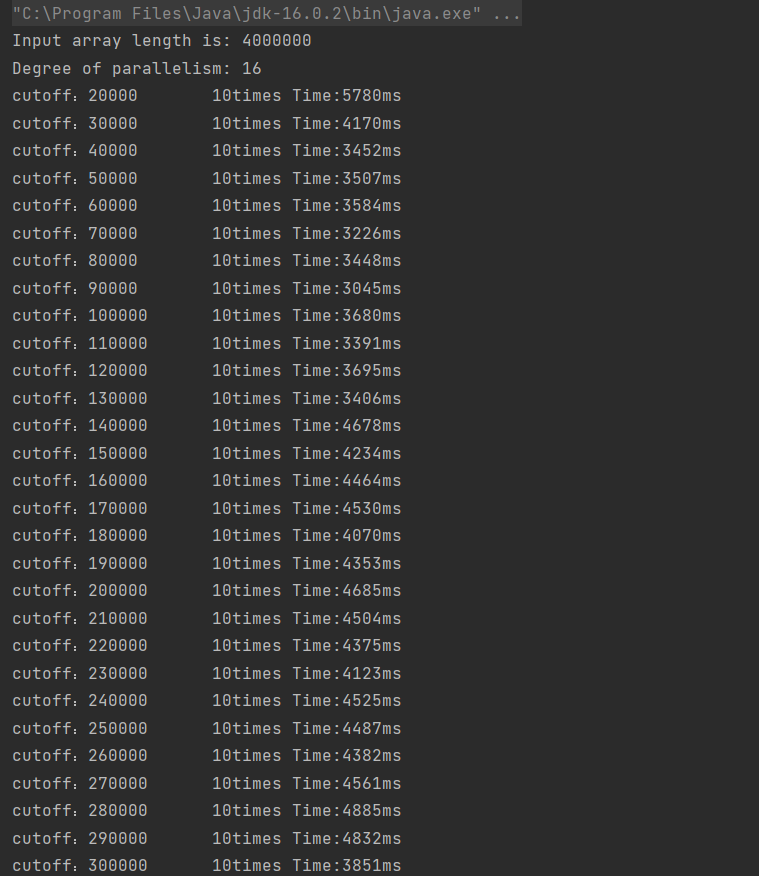 "C:\Program Files\Java\jdk-16.0.2\bin\java.exe" ...
Input array length is: 4000000
Degree of parallelism: 16
cutoff：20000 10times Time:5780ms
cutoff：30000 10times Time:4170ms
cutoff：40000 10times Time:3452ms
cutoff：50000 10times Time:3507ms
cutoff：60000 10times Time:3584ms
cutoff：70000 10times Time:3226ms
cutoff：80000 10times Time:3448ms
cutoff：90000 10times Time:3045ms
cutoff：100000 10times Time:3680ms
cutoff：110000 10times Time:3391ms
cutoff：120000 10times Time:3695ms
cutoff：130000 10times Time:3406ms
cutoff：140000 10times Time:4678ms
cutoff：150000 10times Time:4234ms
cutoff：160000 10times Time:4464ms
cutoff：170000 10times Time:4530ms
cutoff：180000 10times Time:4070ms
cutoff：190000 10times Time:4353ms
cutoff：200000 10times Time:4685ms
cutoff：210000 10times Time:4504ms
cutoff：220000 10times Time:4375ms
cutoff：230000 10times Time:4123ms
cutoff：240000 10times Time:4525ms
cutoff：250000 10times Time:4487ms
cutoff：260000 10times Time:4382ms
cutoff：270000 10times Time:4561ms
cutoff：280000 10times Time:4885ms
cutoff：290000 10times Time:4832ms
cutoff：300000 10times Time:3851ms